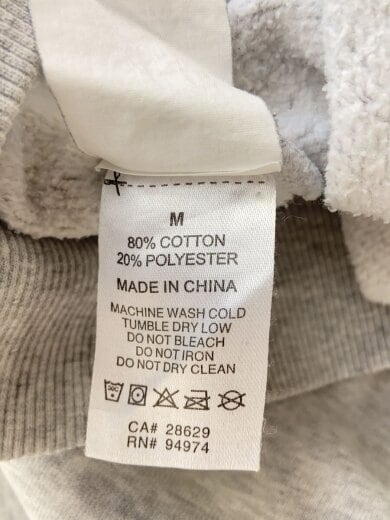 M
80% COTTON
20% POLYESTER
MADE IN CHINA
MACHINE WASH COLD
TUMBLE DRY LOW
DO NOT BLEACH
DO NOT IRON
DO NOT DRY CLEAN
CA# 28629
RN# 94974